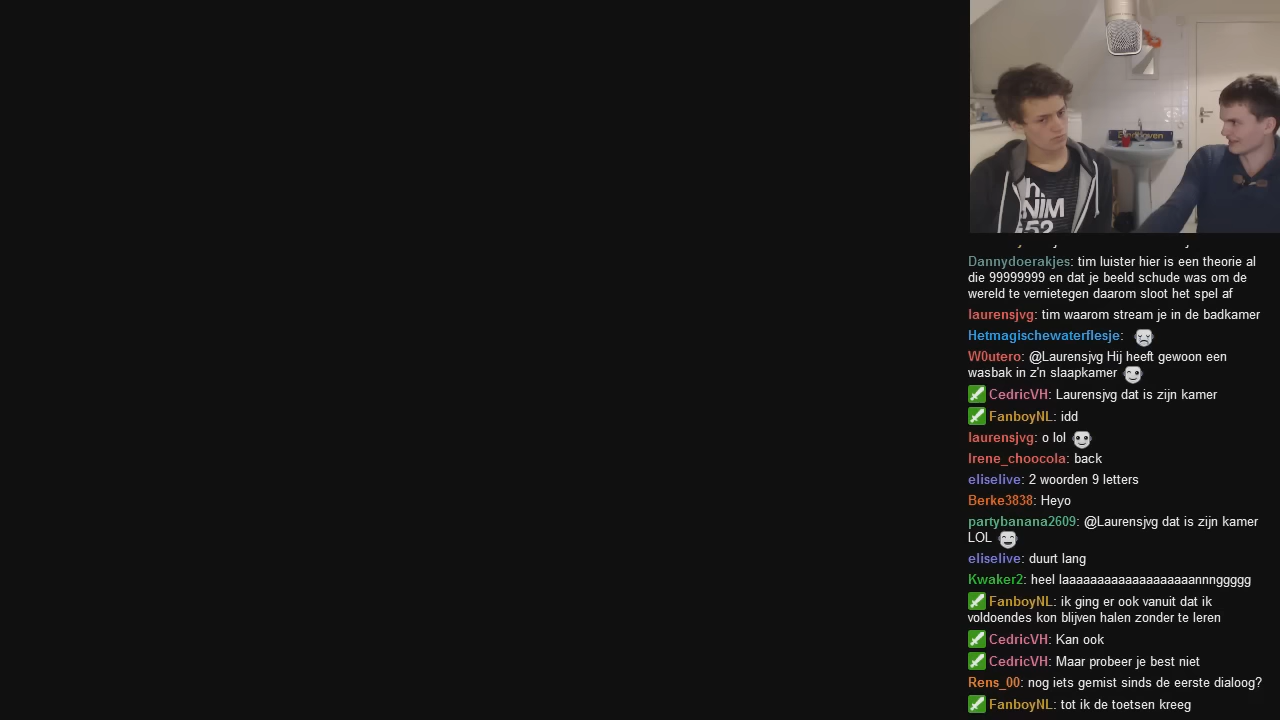 h.
NIM
52
Dannydoerakjes: tim luister hier is een theorie al
die 99999999 en dat je beeld schude was om de
wereld te vernietegen daarom sloot het spel af
laurensjvg: tim waarom stream je in de badkamer
Hetmagischewaterflesje:
W0utero: @Laurensjvg Hij heeft gewoon een
wasbak in z'n slaapkamer
CedricVH: Laurensjvg dat is zijn kamer
FanboyNL: idd
laurensjvg: o lol
Irene_choocola: back
eliselive: 2 woorden 9 letters
Berke3838: Heyo
partybanana2609: @Laurensjvg dat is zijn kamer
LOL
eliselive: duurt lang
Kwaker2: heel laaaaaaaaaaaaaaaaaaannnggggg
FanboyNL: ik ging er ook vanuit dat ik
voldoendes kon blijven halen zonder te leren
CedricVH: Kan ook
CedricVH: Maar probeer je best niet
Rens_00: nog iets gemist sinds de eerste dialoog?
FanboyNL: tot ik de toetsen kreeg